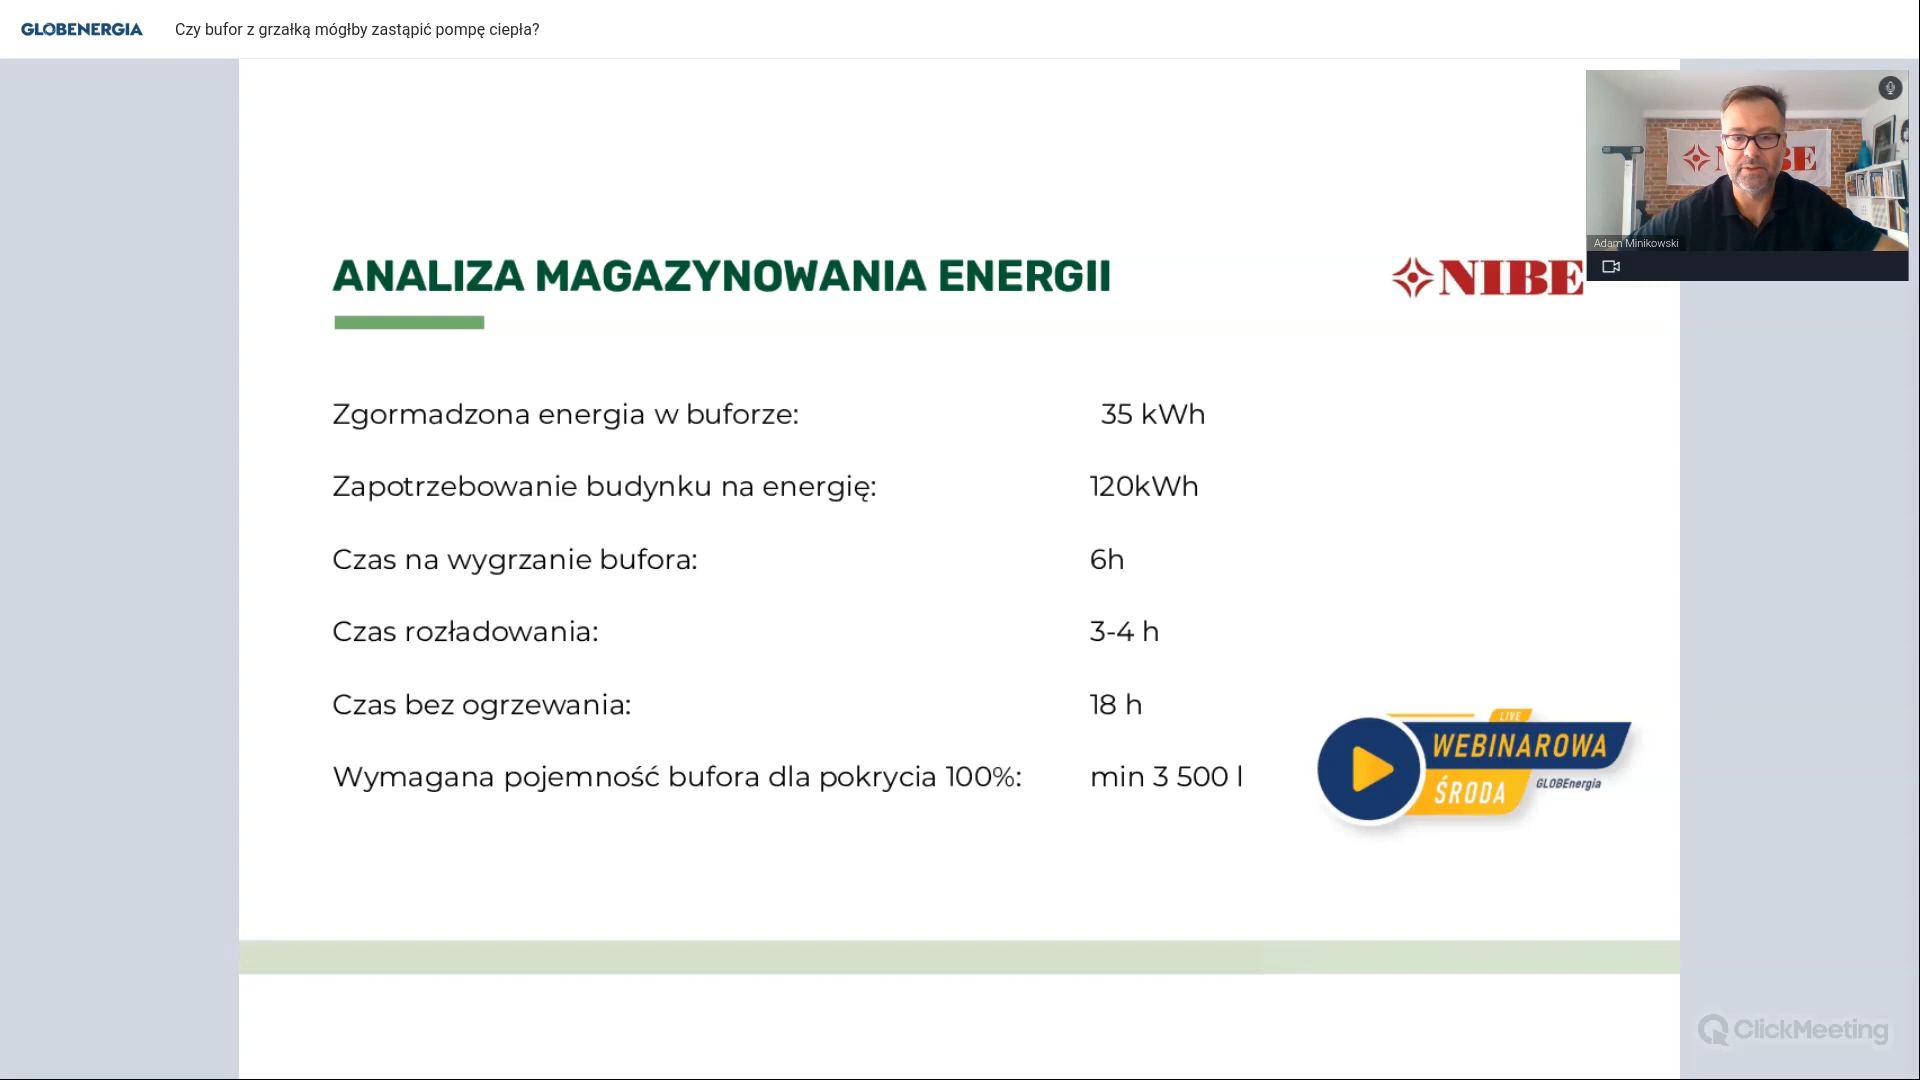 GLOBENERGIA
Czy bufor z grzałką mógłby zastąpić pompę ciepła?
Adam Minikowski
ANALIZA MAGAZYNOWANIA ENERGII
NIBE
Zgormadzona energia w buforze: 35 kWh
Zapotrzebowanie budynku na energię: 120kWh
Czas na wygrzanie bufora: 6h
Czas rozładowania: 3-4 h
Czas bez ogrzewania: 18 h
Wymagana pojemność bufora dla pokrycia 100%: min 3 500 l
LIVE
WEBINAROWA
ŚRODA
GLOBEnergia
ClickMeeting